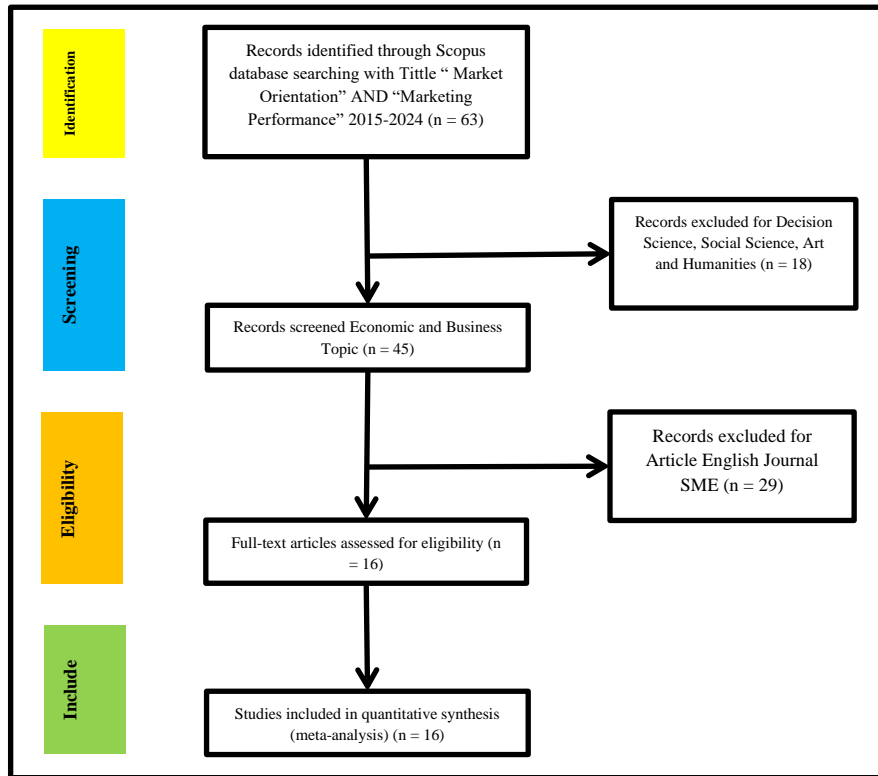 Identification
Records identified through Scopus
database searching with Tittle “ Market
Orientation” AND “Marketing
Performance” 2015-2024 (n = 63)
Screening
Records excluded for Decision
Science, Social Science, Art
and Humanities (n = 18)
Records screened Economic and Business
Topic (n = 45)
Eligibility
Records excluded for
Article English Journal
SME (n = 29)
Full-text articles assessed for eligibility (n
= 16)
Include
Studies included in quantitative synthesis
(meta-analysis) (n = 16)